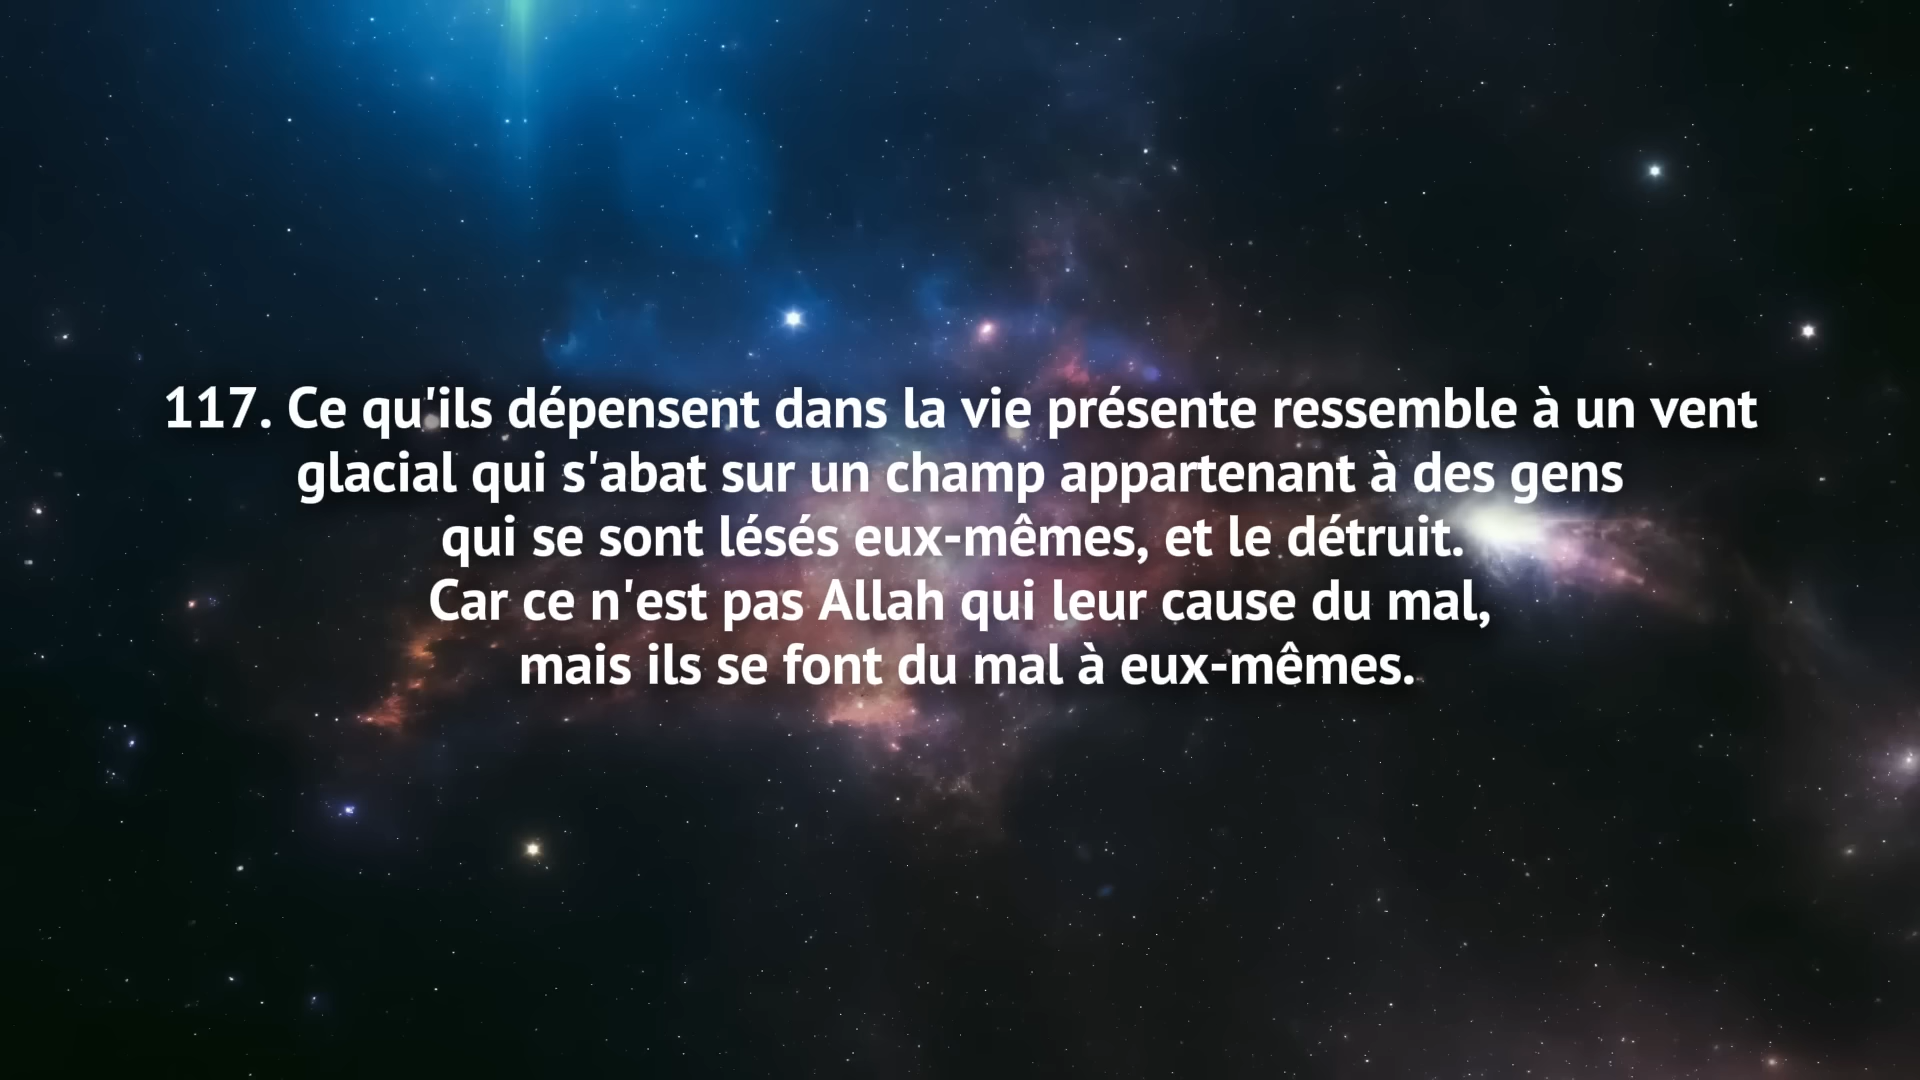 117. Ce qu'ils dépensent dans la vie présente ressemble à un vent
glacial qui s'abat sur un champ appartenant à des gens
qui se sont lésés eux-mêmes, et le détruit.
Car ce n'est pas Allah qui leur cause du mal,
mais ils se font du mal à eux-mêmes.